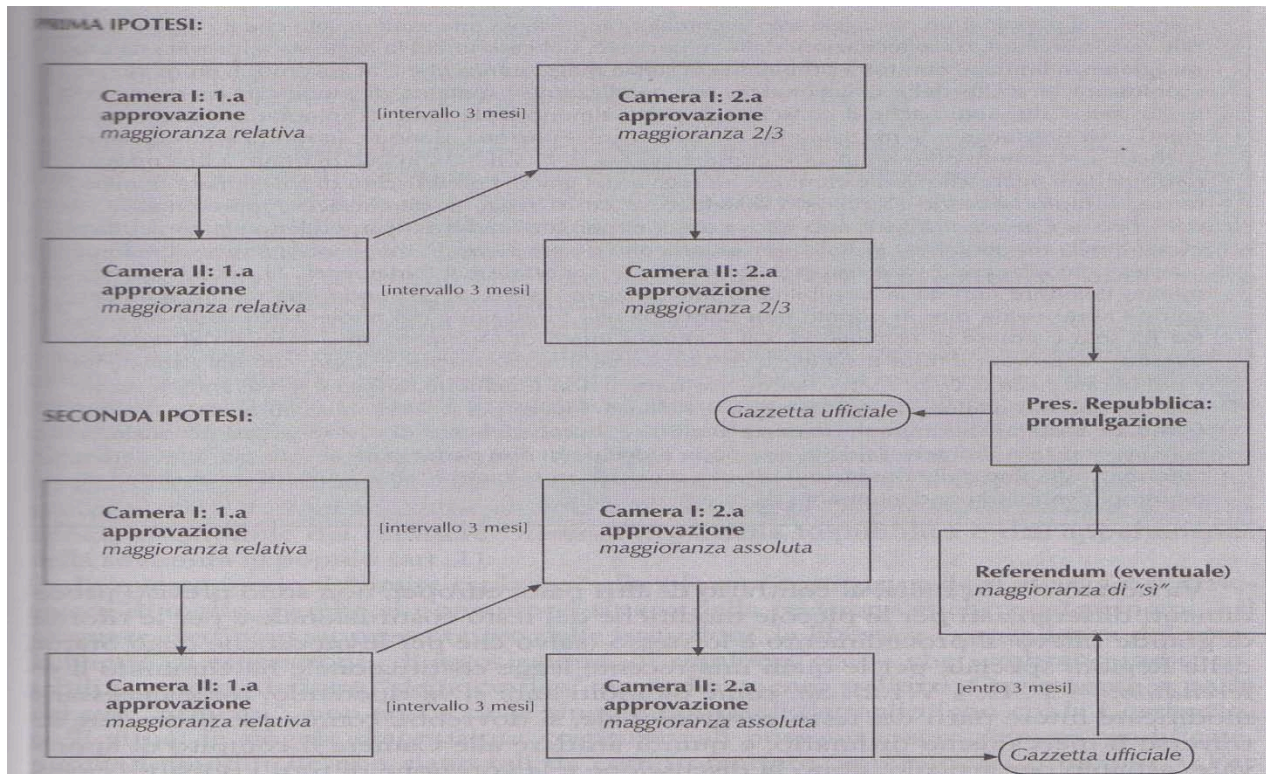 PRIMA IPOTESI:
Camera I: 1.a
approvazione
maggioranza relativa
[intervallo 3 mesi]
Camera I: 2.a
approvazione
maggioranza 2/3
Camera II: 1.a
approvazione
maggioranza relativa
[intervallo 3 mesi]
Camera II: 2.a
approvazione
maggioranza 2/3
SECONDA IPOTESI:
Gazzetta ufficiale
Pres. Repubblica:
promulgazione
Camera I: 1.a
approvazione
maggioranza relativa
[intervallo 3 mesi]
Camera I: 2.a
approvazione
maggioranza assoluta
Referendum (eventuale)
maggioranza di "sì"
Camera II: 1.a
approvazione
maggioranza relativa
[intervallo 3 mesi]
Camera II: 2.a
approvazione
maggioranza assoluta
[entro 3 mesi]
Gazzetta ufficiale